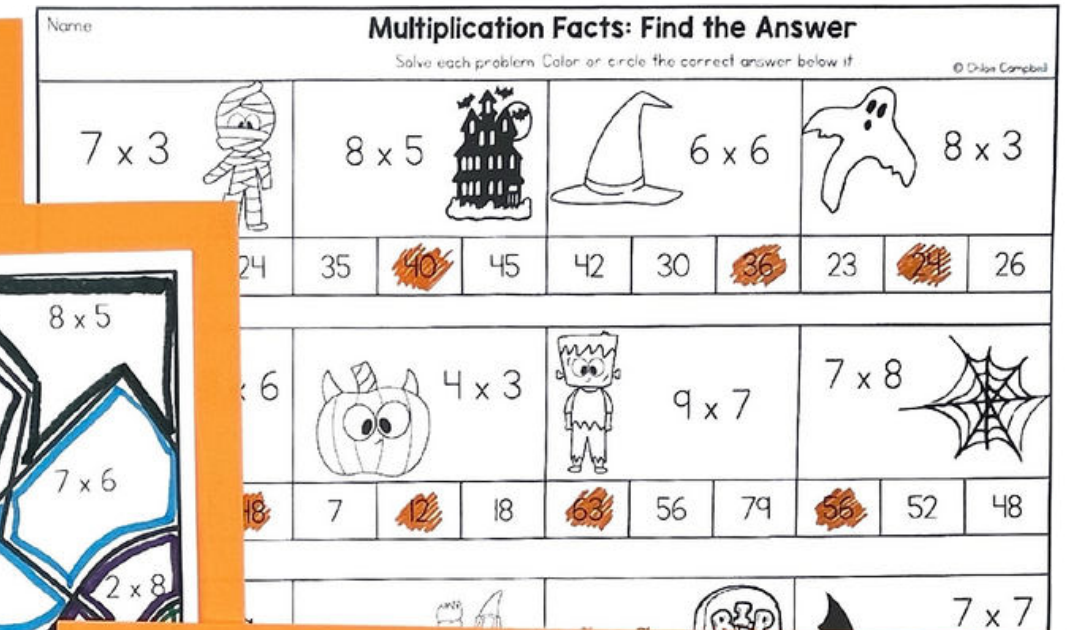 Name
Multiplication Facts: Find the Answer
Solve each problem Color or circle the correct answer below it
© Chloe Campbell
7 x 3
8 x 5
6 x 6
8 x 3
24 35 40 45 42 30 36 23 24 26
8 x 5
x 6
4 x 3
9 x 7
7 x 8
7 x 6
48 7 12 18 63 56 79 56 52 48
2 x 8
RIP
7 x 7